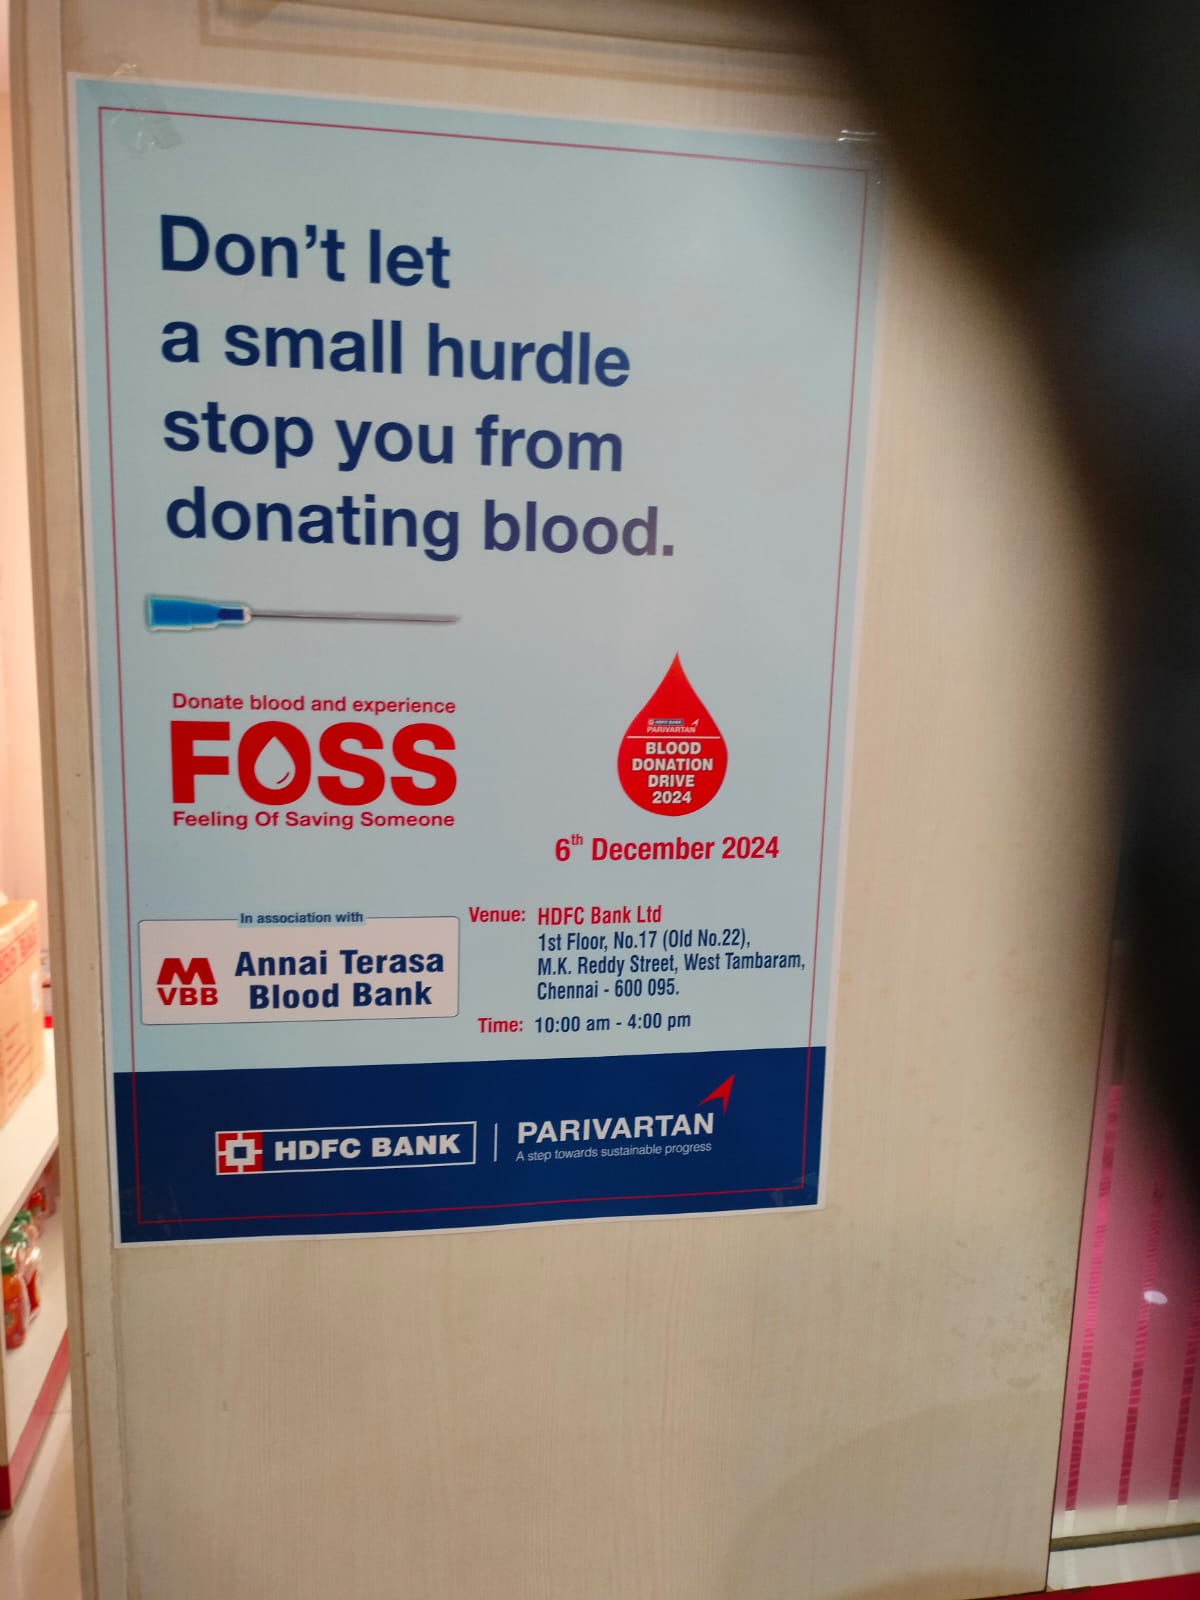 Don't let
a small hurdle
stop you from
donating blood.
Donate blood and experience
FOSS
Feeling Of Saving Someone
HDFC BANK
PARIVARTAN
BLOOD
DONATION
DRIVE
2024
6th December 2024
In association with
MVBB
Annai Terasa
Blood Bank
Venue: HDFC Bank Ltd
1st Floor, No.17 (Old No.22),
M.K. Reddy Street, West Tambaram,
Chennai - 600 095.
Time: 10:00 am - 4:00 pm
HDFC BANK
PARIVARTAN
A step towards sustainable progress